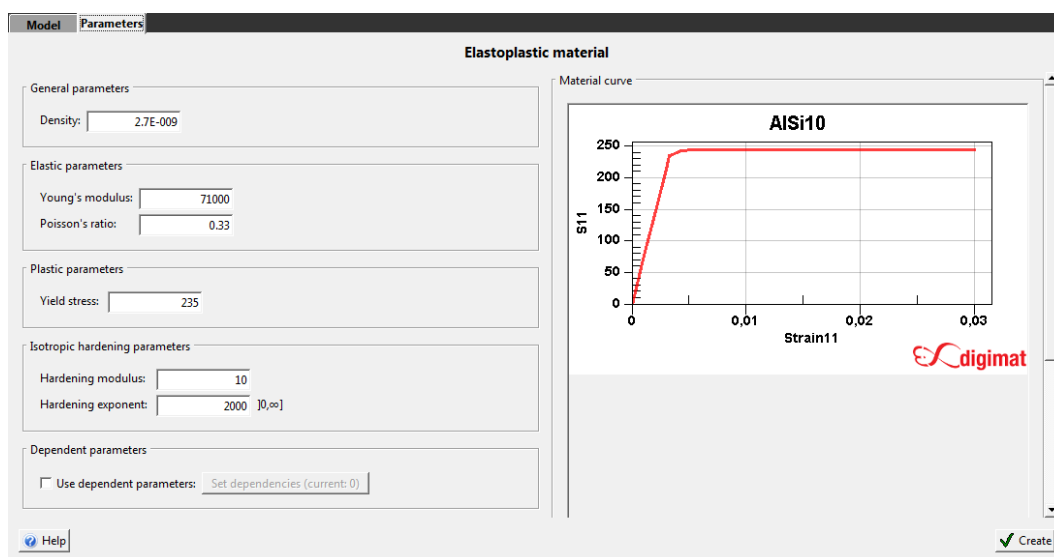 Model Parameters
Elastoplastic material
General parameters
Density: 2.7E-009
Elastic parameters
Young's modulus: 71000
Poisson's ratio: 0.33
Plastic parameters
Yield stress: 235
Isotropic hardening parameters
Hardening modulus: 10
Hardening exponent: 2000 ]0,∞]
Dependent parameters
Use dependent parameters: Set dependencies (current: 0)
Help
Material curve
AlSi10
250
200
150
100
50
0
S11
0 0,01 0,02 0,03
Strain11
digimat
Create